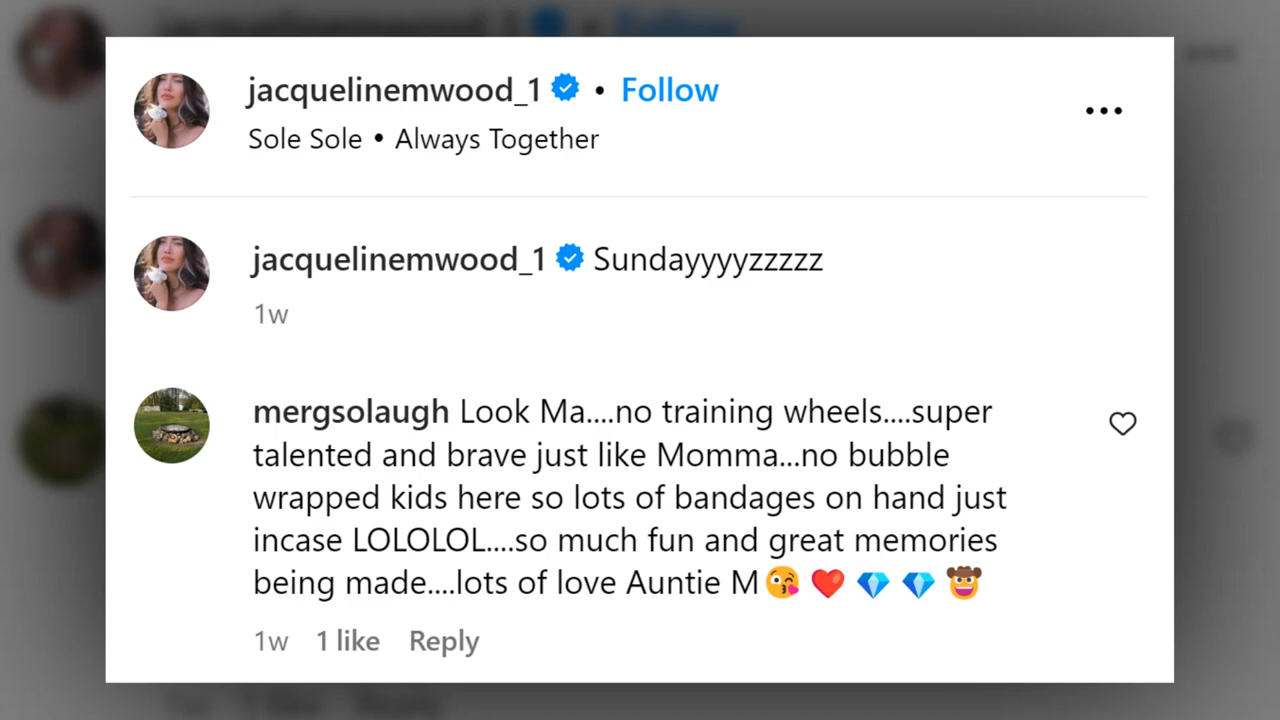 jacquelinemwood_1 • Follow
Sole Sole • Always Together
jacquelinemwood_1 Sundayyyyzzzzz
1w
mergsolaugh Look Ma....no training wheels....super
talented and brave just like Momma...no bubble
wrapped kids here so lots of bandages on hand just
incase LOLOLOL....so much fun and great memories
being made....lots of love Auntie M😘 ❤️ 💎 💎 🤠
1w 1 like Reply